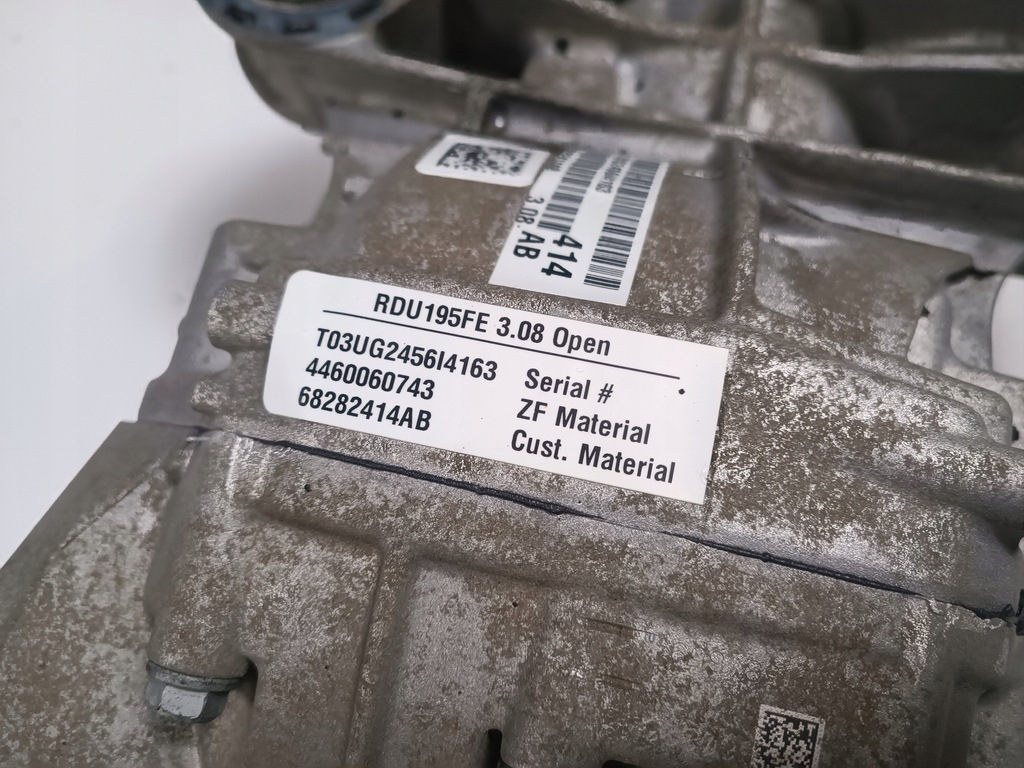 414
3.08 AB
RDU195FE 3.08 Open
T03UG2456I4163 Serial #
4460060743 ZF Material
68282414AB Cust. Material